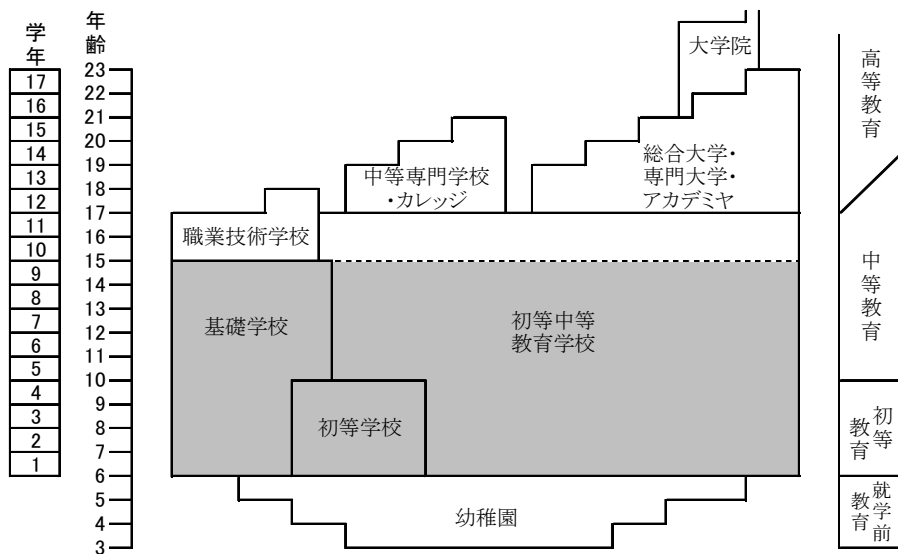 学年
年齢
23
17
22
16
21
15
20
14
19
13
18
12
17
11
16
10
15
9
14
8
13
7
12
6
11
5
10
4
9
3
8
2
7
1
6
5
4
3
大学院
中等専門学校
・カレッジ
総合大学・
専門大学・
アカデミヤ
職業技術学校
基礎学校
初等中等
教育学校
初等学校
幼稚園
高等教育
中等教育
初等
教育
就学前
教育